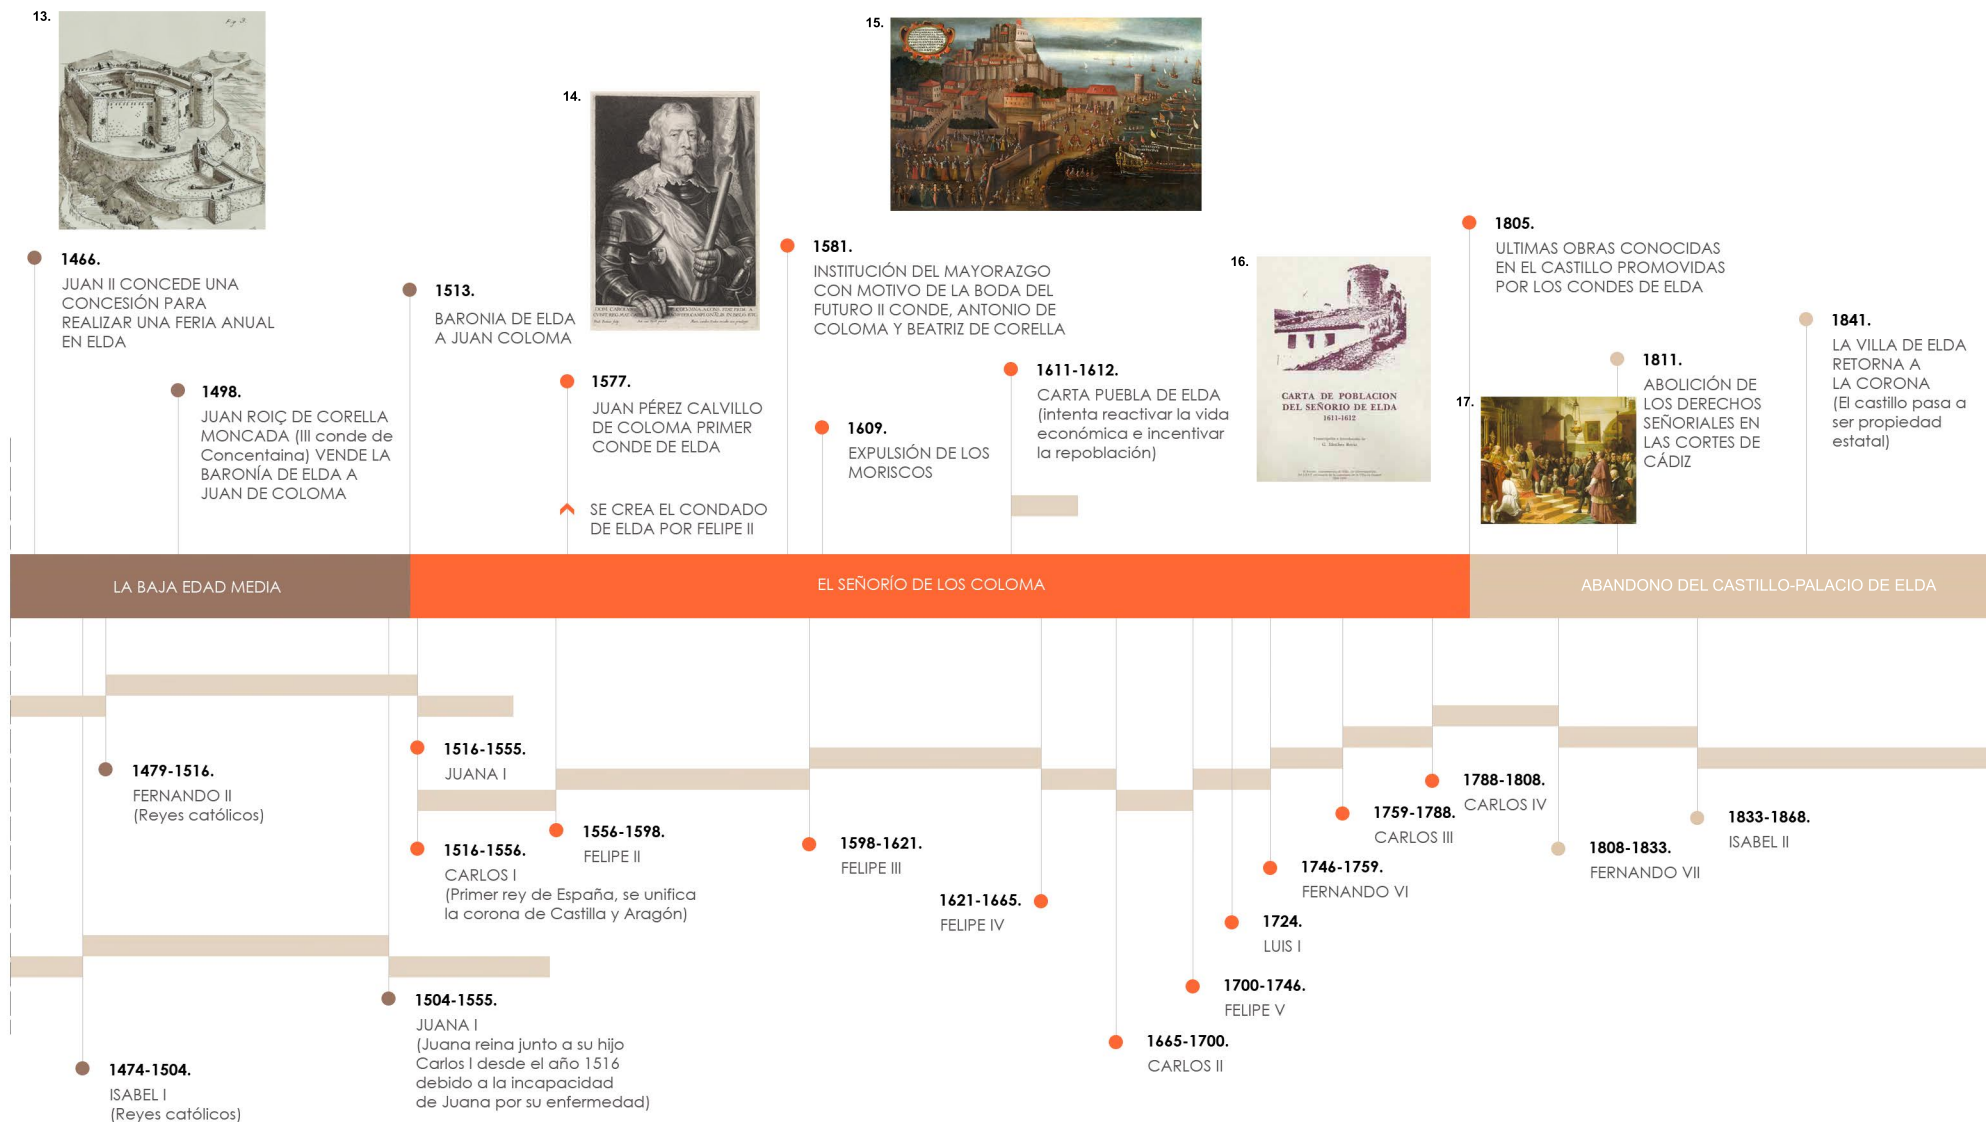 13.
14.
15.
1466.
JUAN II CONCEDE UNA
CONCESIÓN PARA
REALIZAR UNA FERIA ANUAL
EN ELDA
1498.
JUAN ROIÇ DE CORELLA
MONCADA (III conde de
Concentaina) VENDE LA
BARONÍA DE ELDA A
JUAN DE COLOMA
1513.
BARONIA DE ELDA
A JUAN COLOMA
1577.
JUAN PÉREZ CALVILLO
DE COLOMA PRIMER
CONDE DE ELDA
SE CREA EL CONDADO
DE ELDA POR FELIPE II
1581.
INSTITUCIÓN DEL MAYORAZGO
CON MOTIVO DE LA BODA DEL
FUTURO II CONDE, ANTONIO DE
COLOMA Y BEATRIZ DE CORELLA
1609.
EXPULSIÓN DE LOS
MORISCOS
1611-1612.
CARTA PUEBLA DE ELDA
(intenta reactivar la vida
económica e incentivar
la repoblación)
16.
CARTA DE POBLACION
DEL SEÑORIO DE ELDA
1611-1612
17.
1805.
ULTIMAS OBRAS CONOCIDAS
EN EL CASTILLO PROMOVIDAS
POR LOS CONDES DE ELDA
1811.
ABOLICIÓN DE
LOS DERECHOS
SEÑORIALES EN
LAS CORTES DE
CÁDIZ
1841.
LA VILLA DE ELDA
RETORNA A
LA CORONA
(El castillo pasa a
ser propiedad
estatal)
LA BAJA EDAD MEDIA
EL SEÑORÍO DE LOS COLOMA
ABANDONO DEL CASTILLO-PALACIO DE ELDA
1479-1516.
FERNANDO II
(Reyes católicos)
1474-1504.
ISABEL I
(Reyes católicos)
1516-1555.
JUANA I
1516-1556.
CARLOS I
(Primer rey de España, se unifica
la corona de Castilla y Aragón)
1504-1555.
JUANA I
(Juana reina junto a su hijo
Carlos I desde el año 1516
debido a la incapacidad
de Juana por su enfermedad)
1556-1598.
FELIPE II
1598-1621.
FELIPE III
1621-1665.
FELIPE IV
1665-1700.
CARLOS II
1700-1746.
FELIPE V
1724.
LUIS I
1746-1759.
FERNANDO VI
1759-1788.
CARLOS III
1788-1808.
CARLOS IV
1808-1833.
FERNANDO VII
1833-1868.
ISABEL II